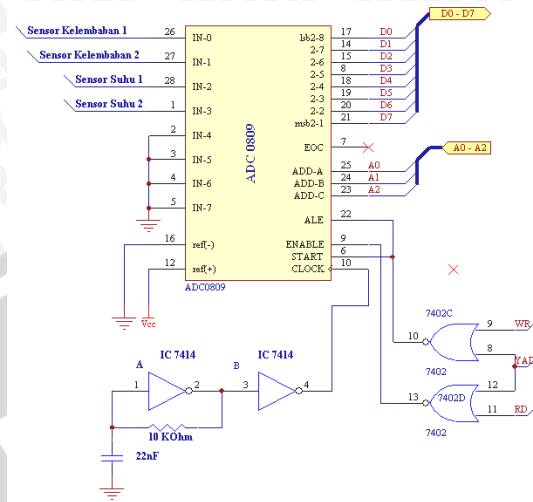 D0 - D7
Sensor Kelembaban 1
26
IN-0
lsb2-8
17
D0
2-7
14
D1
Sensor Kelembaban 2
27
IN-1
2-6
15
D2
2-5
8
D3
Sensor Suhu 1
28
IN-2
2-4
18
D4
2-3
19
D5
Sensor Suhu 2
1
IN-3
2-2
20
D6
msb2-1
21
D7
2
IN-4
EOC
7
3
IN-5
ADC 0809
A0 - A2
ADD-A
25
A0
4
IN-6
ADD-B
24
A1
ADD-C
23
A2
5
IN-7
ALE
22
16
ref(-)
ENABLE
9
START
6
12
ref(+)
CLOCK
10
ADC0809
Vcc
7402C
10
9
WR
8
7402
IC 7414
IC 7414
A
B
1
2
3
4
12
13
7402D
11
RD
7402
10 KOhm
22nF